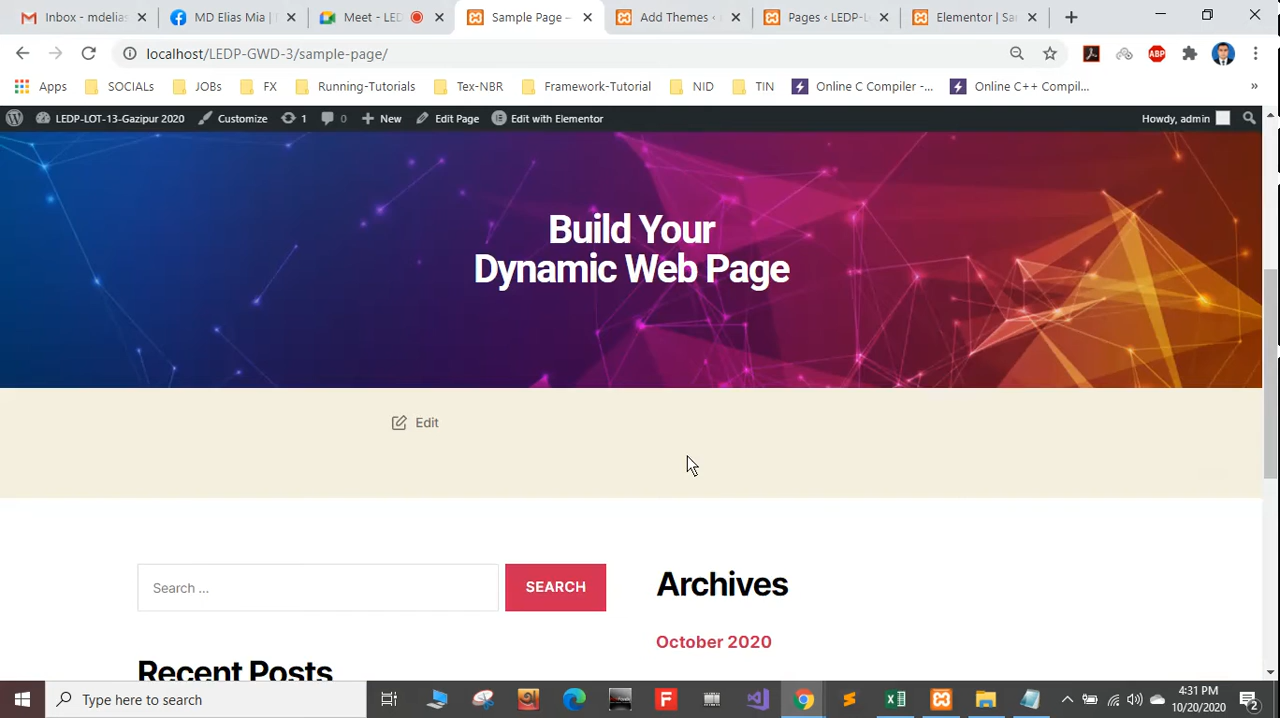 Inbox - mdelias
MD Elias Mia |
Meet - LED
Sample Page –
Add Themes ‹
Pages ‹ LEDP-L
Elementor | Sa
localhost/LEDP-GWD-3/sample-page/
ABP
Apps
SOCIALs
JOBs
FX
Running-Tutorials
Tex-NBR
Framework-Tutorial
NID
TIN
Online C Compiler -...
Online C++ Compil...
»
LEDP-LOT-13-Gazipur 2020
Customize
1
0
New
Edit Page
Edit with Elementor
Howdy, admin
Build Your
Dynamic Web Page
Edit
Search …
SEARCH
Archives
October 2020
Recent Posts
Type here to search
4:31 PM
10/20/2020
2